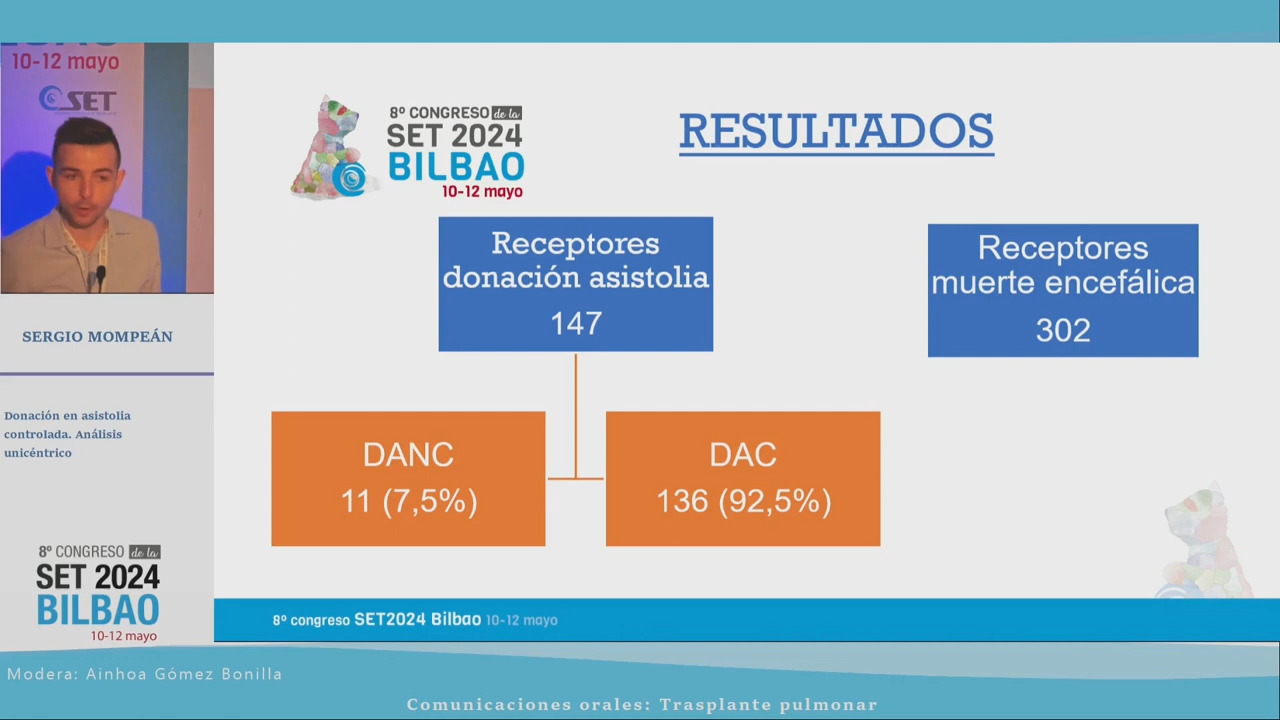 10-12 mayo
SET
SERGIO MOMPEÁN
Donación en asistolia
controlada. Análisis
unicéntrico
8º CONGRESO de la
SET 2024
BILBAO
10-12 mayo
8º CONGRESO de la
SET 2024
BILBAO
10-12 mayo
RESULTADOS
Receptores
donación asistolia
147
Receptores
muerte encefálica
302
DANC
11 (7,5%)
DAC
136 (92,5%)
8º congreso SET2024 Bilbao 10-12 mayo
Modera: Ainhoa Gómez Bonilla
Comunicaciones orales: Trasplante pulmonar